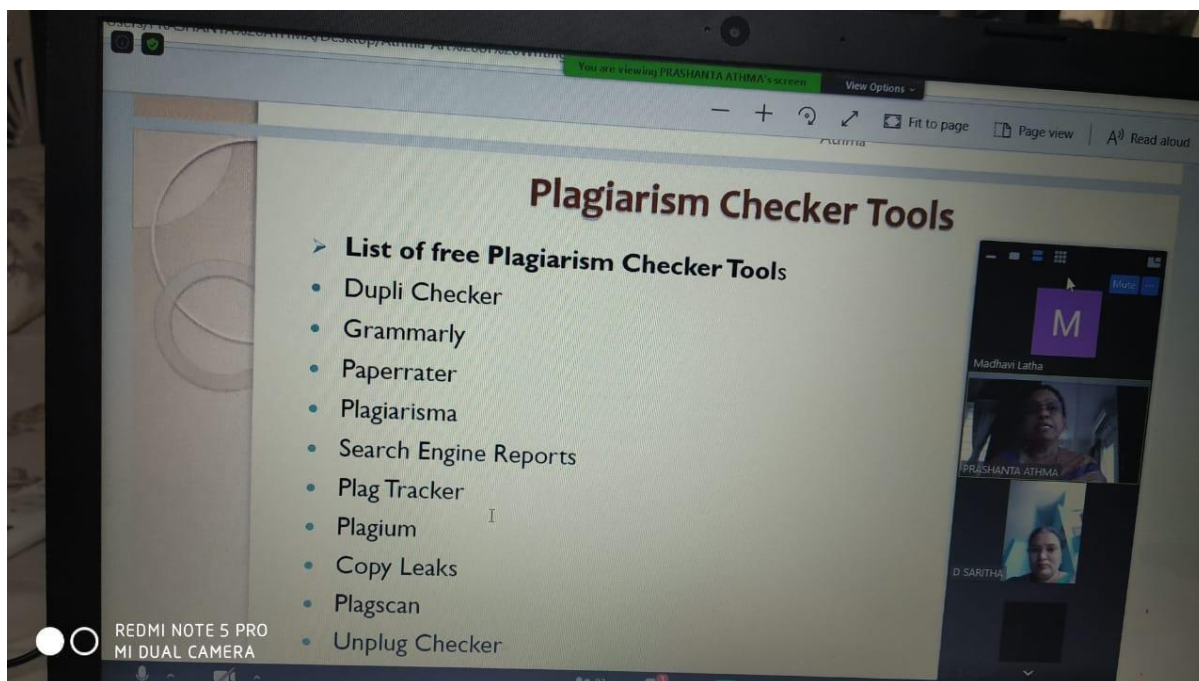 You are viewing PRASHANTA ATHMA's screen
View Options
Fit to page
Page view
Read aloud
Athma
Plagiarism Checker Tools
List of free Plagiarism Checker Tools
Dupli Checker
Grammarly
Paperrater
Plagiarisma
Search Engine Reports
Plag Tracker
Plagium
Copy Leaks
Plagscan
Unplug Checker
Mute
M
Madhavi Latha
PRASHANTA ATHMA
D SARITHA
REDMI NOTE 5 PRO
MI DUAL CAMERA